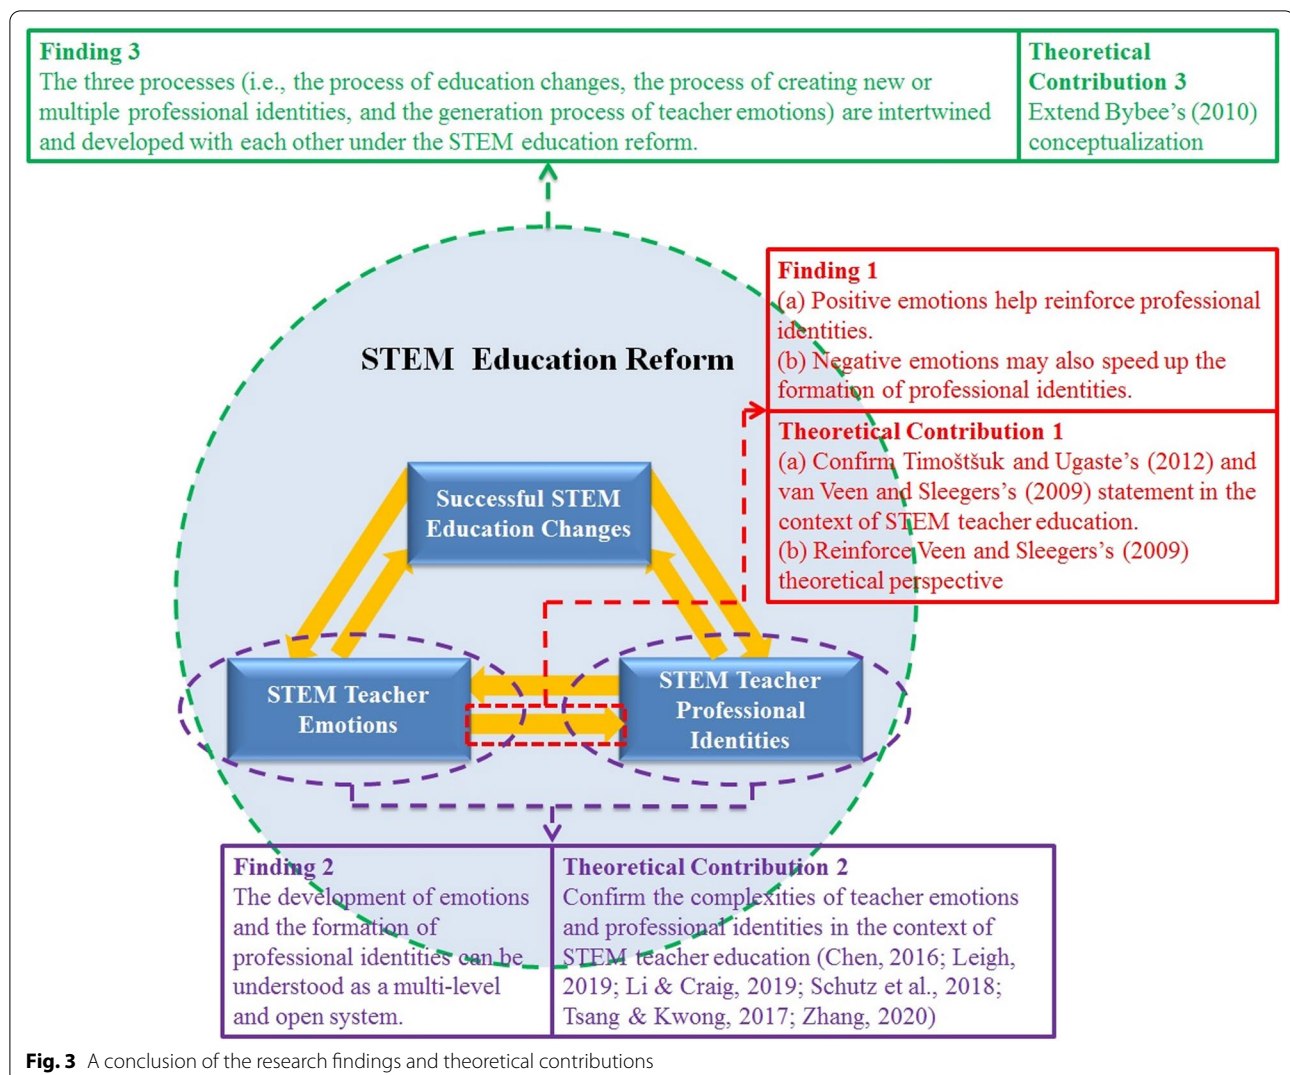 Finding 3
The three processes (i.e., the process of education changes, the process of creating new or
multiple professional identities, and the generation process of teacher emotions) are intertwined
and developed with each other under the STEM education reform.
Theoretical
Contribution 3
Extend Bybee's (2010)
conceptualization
Finding 1
(a) Positive emotions help reinforce professional
identities.
(b) Negative emotions may also speed up the
formation of professional identities.
Theoretical Contribution 1
(a) Confirm Timoštšuk and Ugaste's (2012) and
van Veen and Sleegers's (2009) statement in the
context of STEM teacher education.
(b) Reinforce Veen and Sleegers's (2009)
theoretical perspective
STEM Education Reform
Successful STEM
Education Changes
STEM Teacher
Emotions
STEM Teacher
Professional
Identities
Finding 2
The development of emotions
and the formation of
professional identities can be
understood as a multi-level
and open system.
Theoretical Contribution 2
Confirm the complexities of teacher emotions
and professional identities in the context of
STEM teacher education (Chen, 2016; Leigh,
2019; Li & Craig, 2019; Schutz et al., 2018;
Tsang & Kwong, 2017; Zhang, 2020)
Fig. 3 A conclusion of the research findings and theoretical contributions